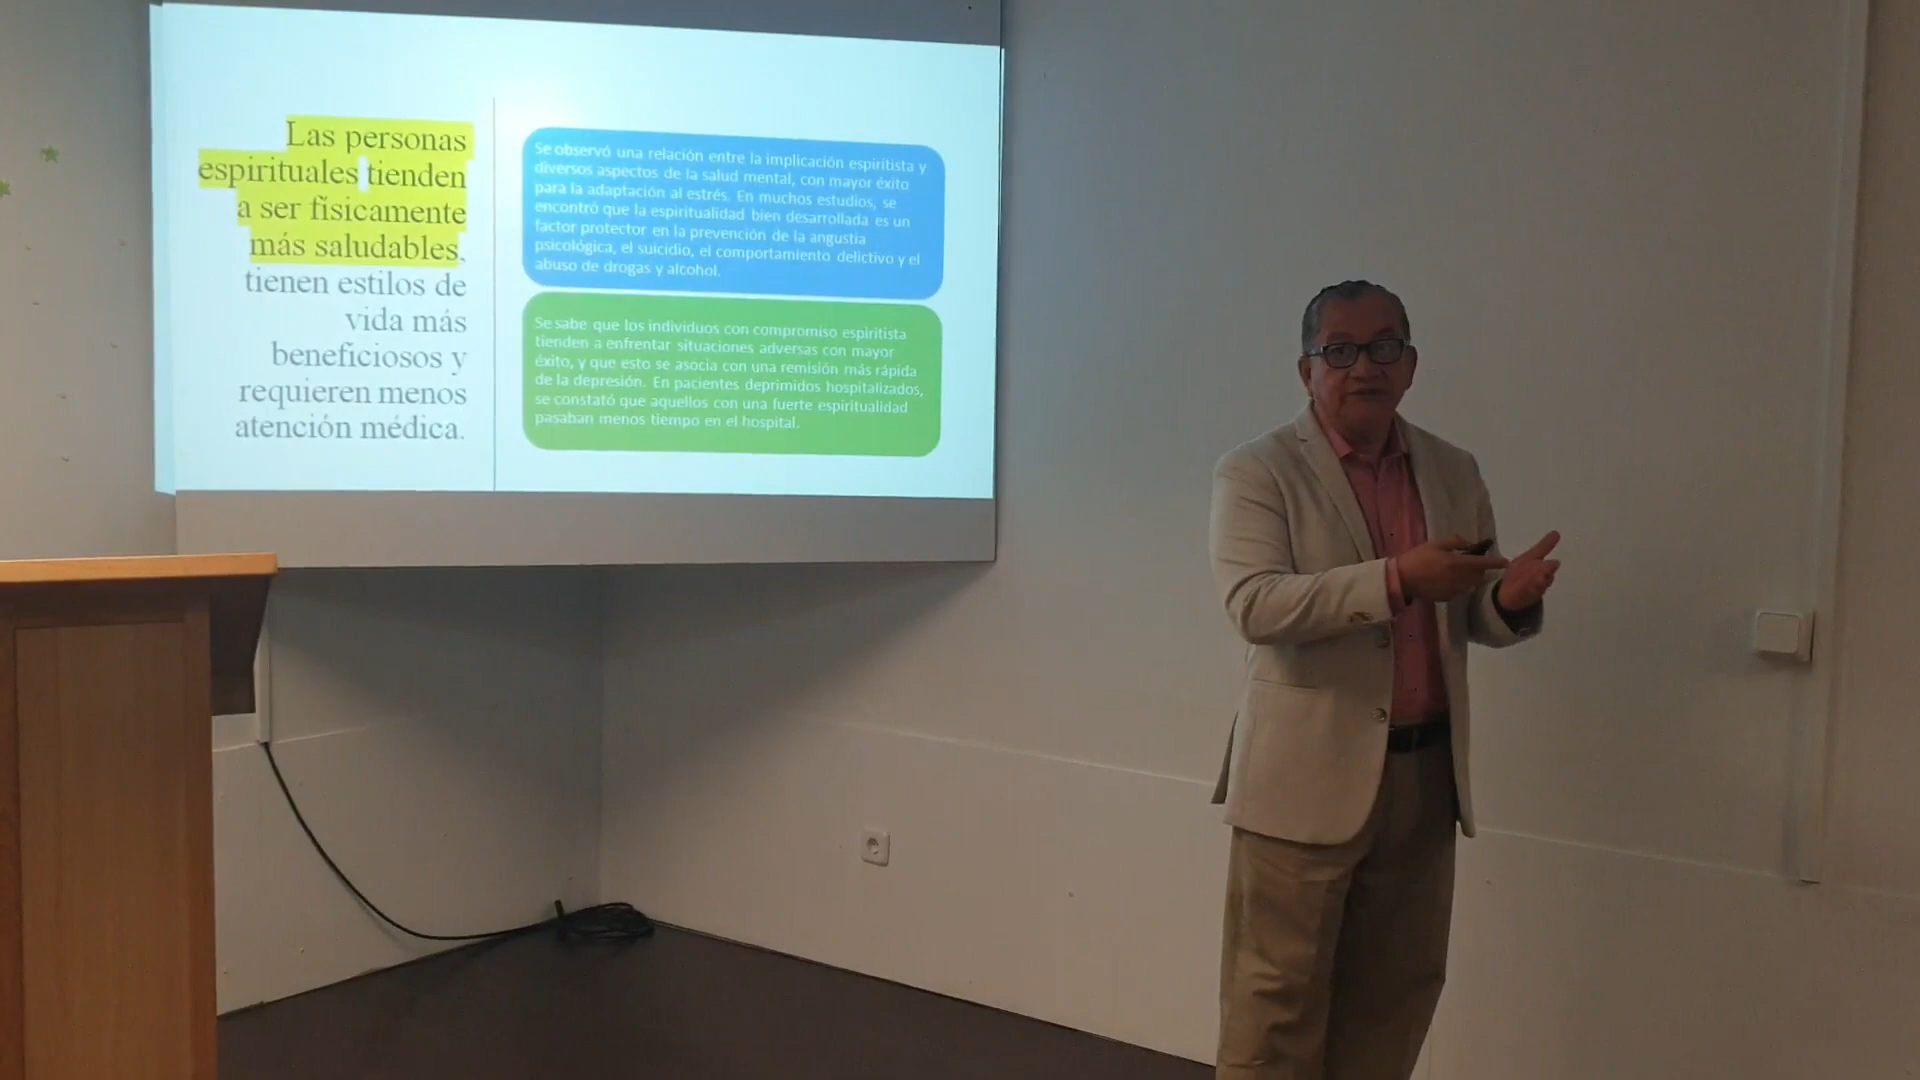 Las personas
espirituales tienden
a ser físicamente
más saludables,
tienen estilos de
vida más
beneficiosos y
requieren menos
atención médica.
Se observó una relación entre la implicación espiritista y
diversos aspectos de la salud mental, con mayor éxito
para la adaptación al estrés. En muchos estudios, se
encontró que la espiritualidad bien desarrollada es un
factor protector en la prevención de la angustia
psicológica, el suicidio, el comportamiento delictivo y el
abuso de drogas y alcohol.
Se sabe que los individuos con compromiso espiritista
tienden a enfrentar situaciones adversas con mayor
éxito, y que esto se asocia con una remisión más rápida
de la depresión. En pacientes deprimidos hospitalizados,
se constató que aquellos con una fuerte espiritualidad
pasaban menos tiempo en el hospital.